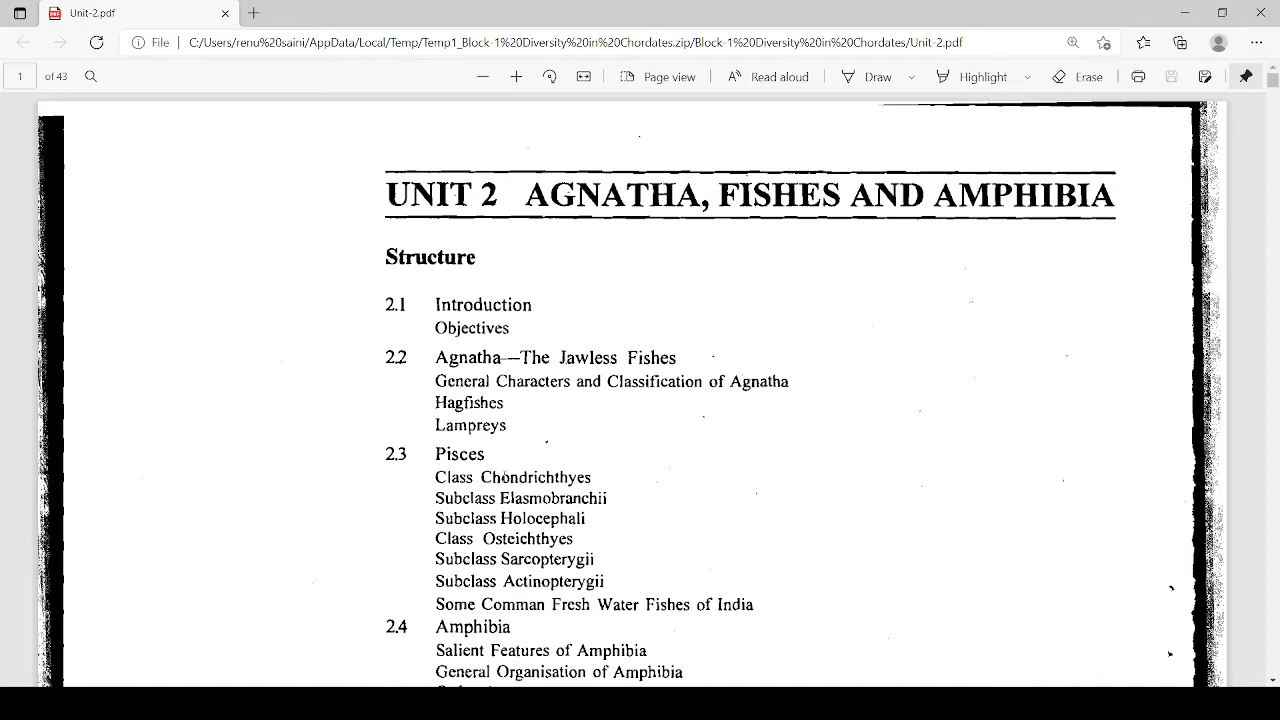 Unit-2.pdf
File
C:/Users/renu%20saini/AppData/Local/Temp/Temp1_Block-1%20Diversity%20in%20Chordates.zip/Block-1%20Diversity%20in%20Chordates/Unit-2.pdf
1 of 43
Page view
Read aloud
Draw
Highlight
Erase
UNIT 2 AGNATHA, FISHES AND AMPHIBIA
Structure
2.1 Introduction
Objectives
2.2 Agnatha—The Jawless Fishes
General Characters and Classification of Agnatha
Hagfishes
Lampreys
2.3 Pisces
Class Chondrichthyes
Subclass Elasmobranchii
Subclass Holocephali
Class Osteichthyes
Subclass Sarcopterygii
Subclass Actinopterygii
Some Comman Fresh Water Fishes of India
2.4 Amphibia
Salient Features of Amphibia
General Organisation of Amphibia